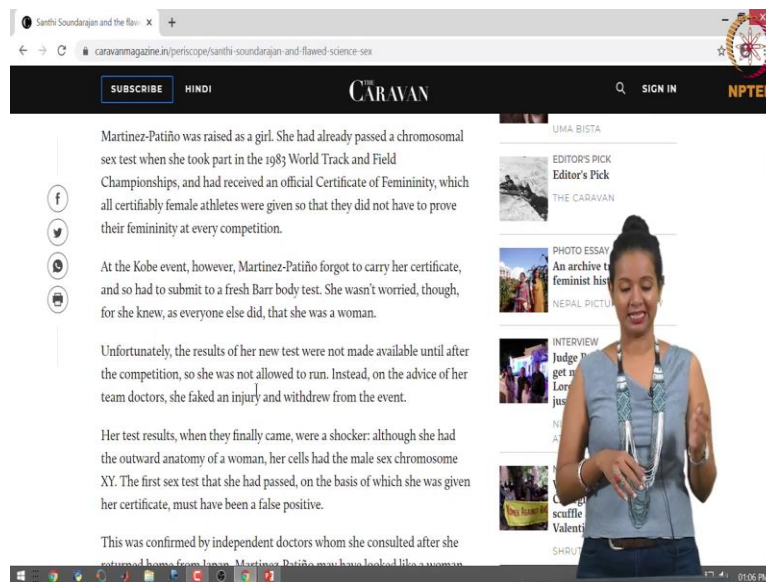 Santhi Soundarajan and the flaw
caravanmagazine.in/periscope/santhi-soundarajan-and-flawed-science-sex
SUBSCRIBE HINDI
THE CARAVAN
SIGN IN
NPTEL
Martinez-Patiño was raised as a girl. She had already passed a chromosomal
sex test when she took part in the 1983 World Track and Field
Championships, and had received an official Certificate of Femininity, which
all certifiably female athletes were given so that they did not have to prove
their femininity at every competition.
At the Kobe event, however, Martinez-Patiño forgot to carry her certificate,
and so had to submit to a fresh Barr body test. She wasn't worried, though,
for she knew, as everyone else did, that she was a woman.
Unfortunately, the results of her new test were not made available until after
the competition, so she was not allowed to run. Instead, on the advice of her
team doctors, she faked an injury and withdrew from the event.
Her test results, when they finally came, were a shocker: although she had
the outward anatomy of a woman, her cells had the male sex chromosome
XY. The first sex test that she had passed, on the basis of which she was given
her certificate, must have been a false positive.
This was confirmed by independent doctors whom she consulted after she
returned home from Japan. Martinez-Patiño may have looked like a woman
UMA BISTA
EDITOR'S PICK
Editor's Pick
THE CARAVAN
PHOTO ESSAY
An archive
feminist
NEPAL
INTERVIEW
Judge
get
scuffle
01:06 PM